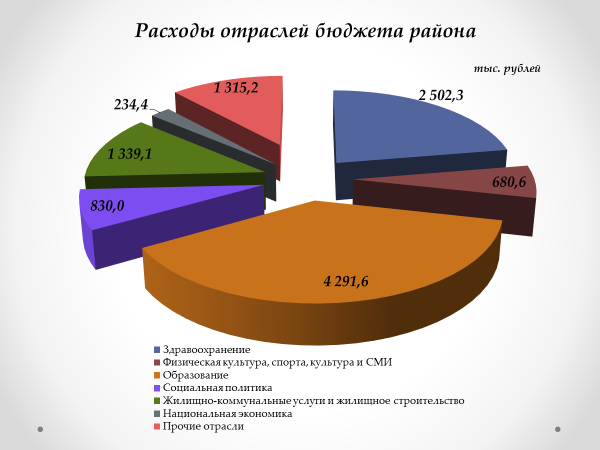 Расходы отраслей бюджета района
тыс. рублей
1 315,2
2 502,3
234,4
1 339,1
680,6
830,0
4 291,6
Здравоохранение
Физическая культура, спорта, культура и СМИ
Образование
Социальная политика
Жилищно-коммунальные услуги и жилищное строительство
Национальная экономика
Прочие отрасли